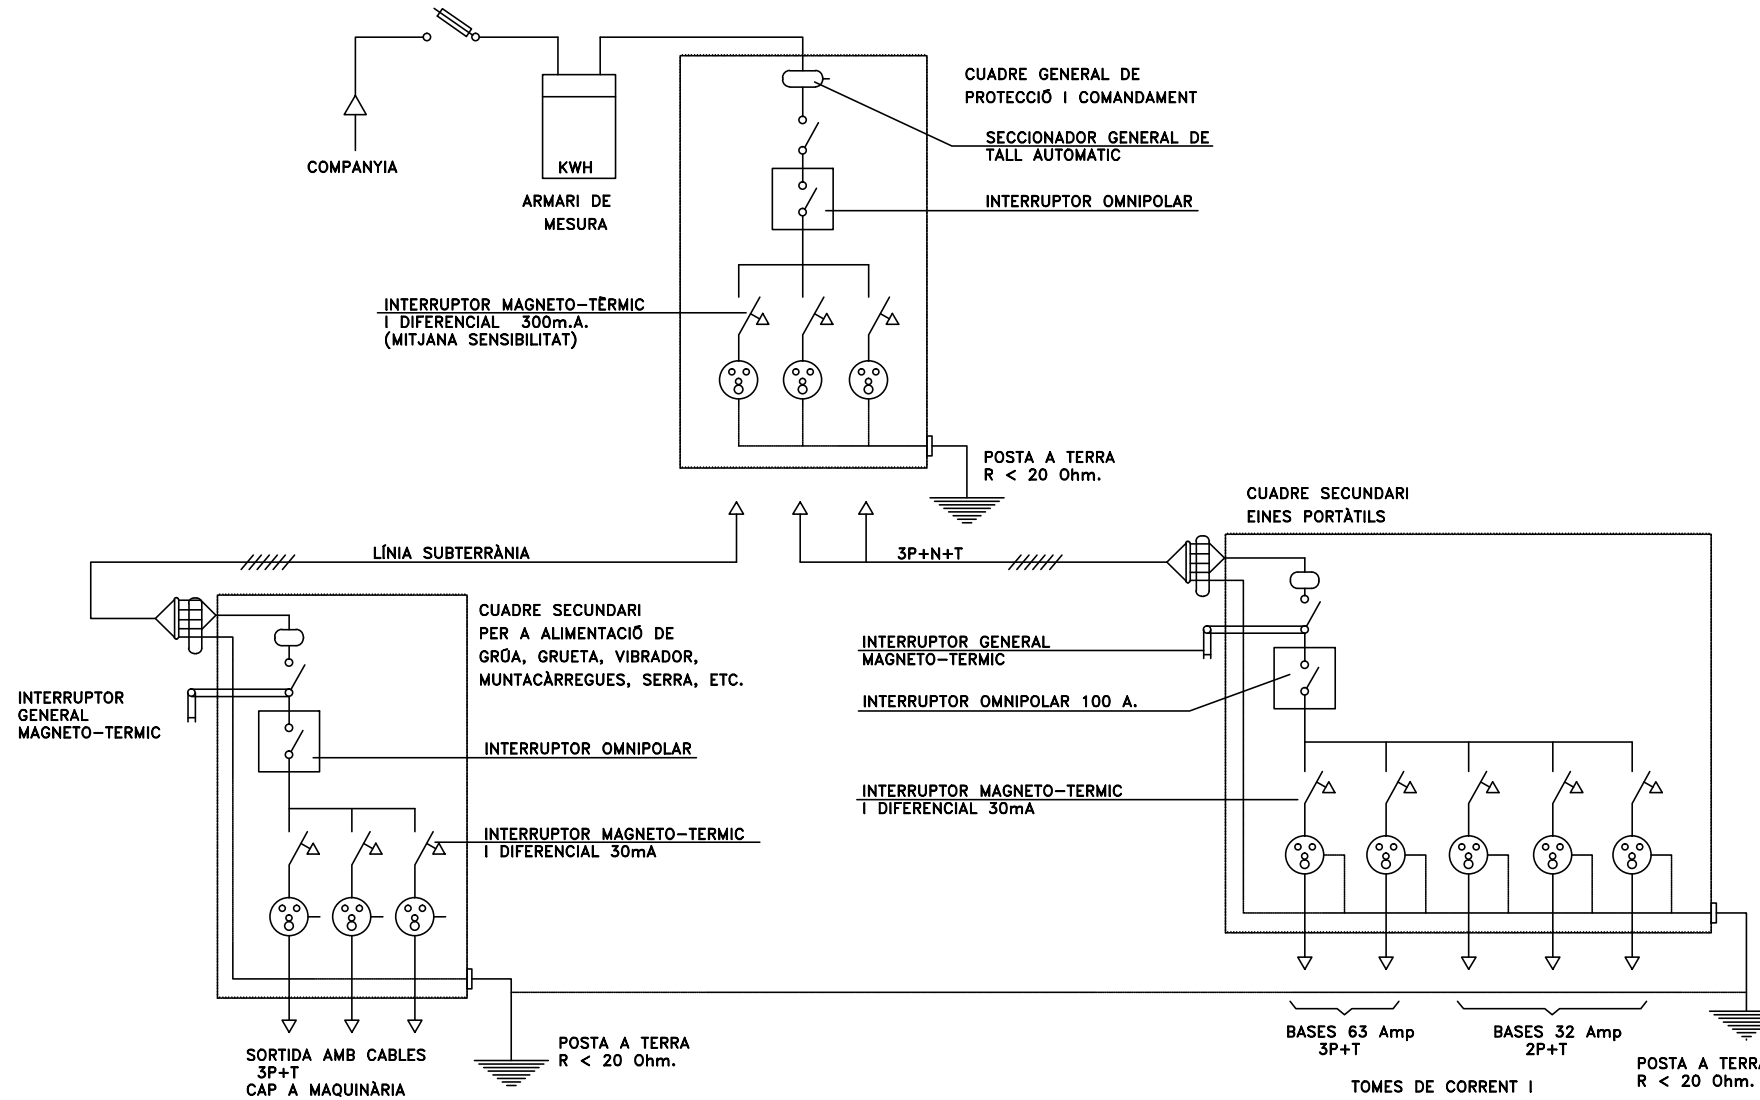 COMPANYIA
KWH
ARMARI DE
MESURA
CUADRE GENERAL DE
PROTECCIÓ I COMANDAMENT
SECCIONADOR GENERAL DE
TALL AUTOMATIC
INTERRUPTOR OMNIPOLAR
INTERRUPTOR MAGNETO-TÈRMIC
I DIFERENCIAL 300m.A.
(MITJANA SENSIBILITAT)
POSTA A TERRA
R < 20 Ohm.
LÍNIA SUBTERRÀNIA
3P+N+T
CUADRE SECUNDARI
EINES PORTÀTILS
CUADRE SECUNDARI
PER A ALIMENTACIÓ DE
GRÚA, GRUETA, VIBRADOR,
MUNTACÀRREGUES, SERRA, ETC.
INTERRUPTOR
GENERAL
MAGNETO-TERMIC
INTERRUPTOR OMNIPOLAR
INTERRUPTOR MAGNETO-TERMIC
I DIFERENCIAL 30mA
INTERRUPTOR GENERAL
MAGNETO-TERMIC
INTERRUPTOR OMNIPOLAR 100 A.
INTERRUPTOR MAGNETO-TERMIC
I DIFERENCIAL 30mA
SORTIDA AMB CABLES
3P+T
CAP A MAQUINÀRIA
POSTA A TERRA
R < 20 Ohm.
BASES 63 Amp
3P+T
BASES 32 Amp
2P+T
TOMES DE CORRENT I
POSTA A TERRA
R < 20 Ohm.